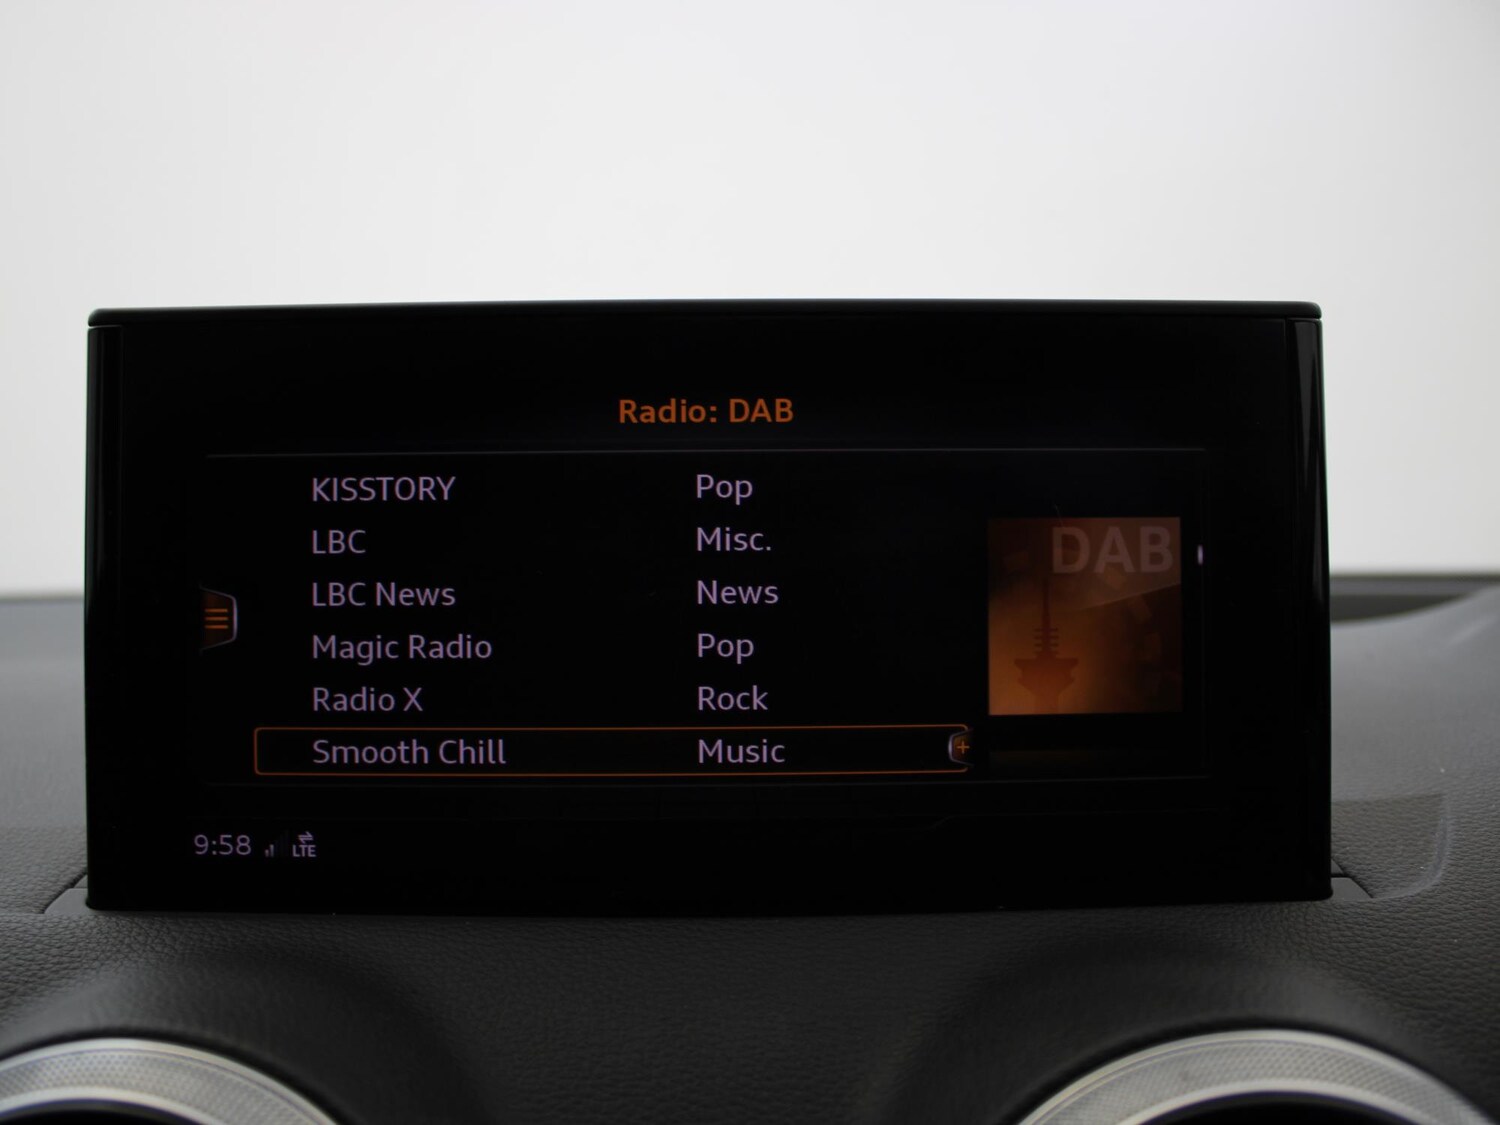 Radio: DAB
KISSTORY Pop
LBC Misc.
LBC News News
Magic Radio Pop
Radio X Rock
Smooth Chill Music
DAB
9:58 LTE